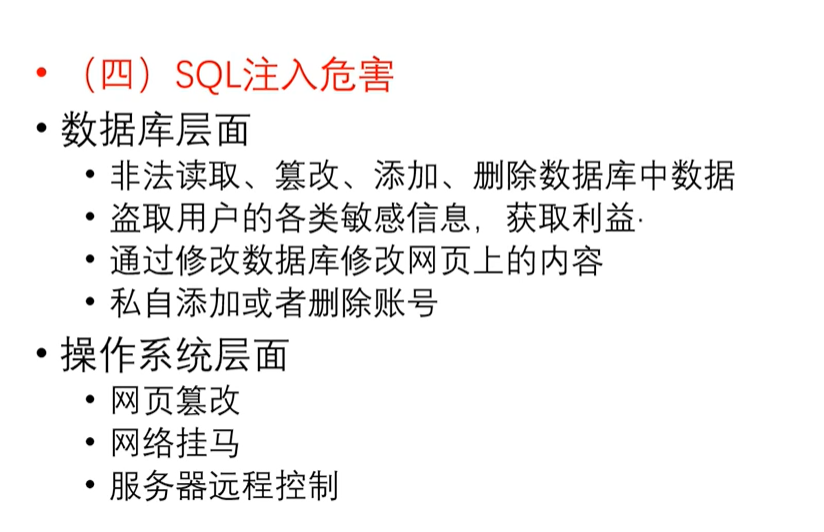 • （四）SQL注入危害
• 数据库层面
• 非法读取、篡改、添加、删除数据库中数据
• 盗取用户的各类敏感信息，获取利益·
• 通过修改数据库修改网页上的内容
• 私自添加或者删除账号
• 操作系统层面
• 网页篡改
• 网络挂马
• 服务器远程控制